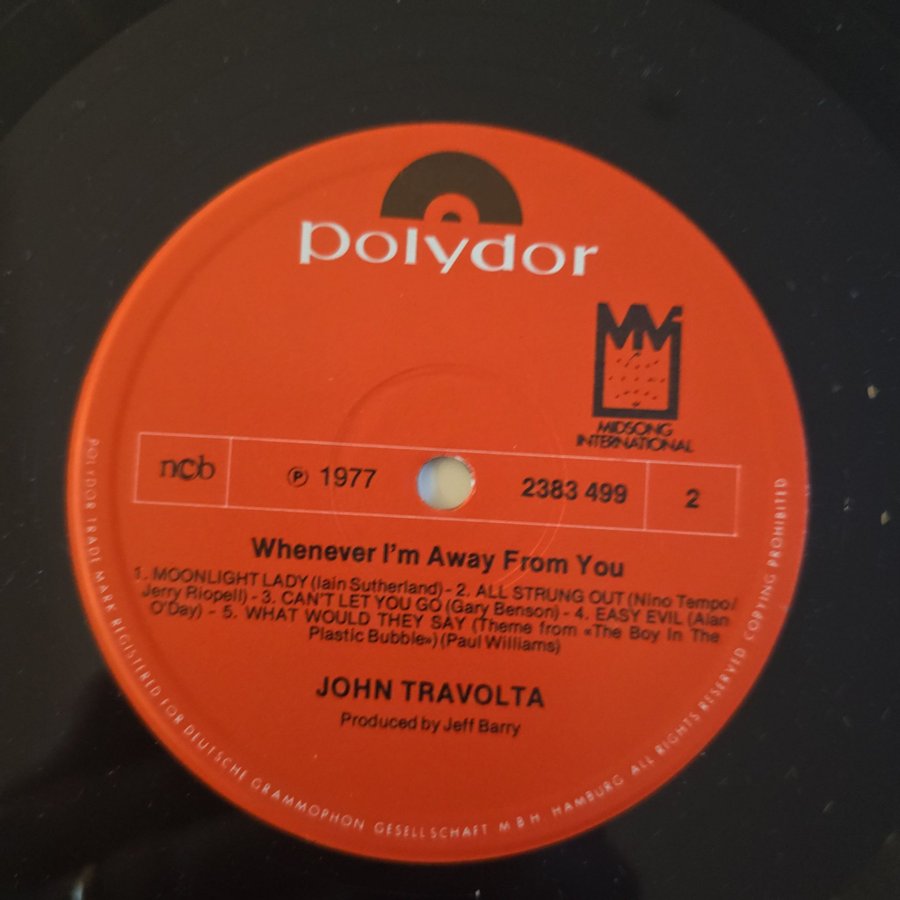 polydor
MM
MIDSONG
INTERNATIONAL
ncb ℗ 1977 2383 499 2
Whenever I'm Away From You
1. MOONLIGHT LADY (Iain Sutherland) - 2. ALL STRUNG OUT (Nino Tempo/
Jerry Riopell) - 3. CAN'T LET YOU GO (Gary Benson) - 4. EASY EVIL (Alan
O'Day) - 5. WHAT WOULD THEY SAY (Theme from «The Boy In The
Plastic Bubble») (Paul Williams)
JOHN TRAVOLTA
Produced by Jeff Barry
POLYDOR TRADE MARK REGISTERED FOR DEUTSCHE GRAMMOPHON GESELLSCHAFT MBH HAMBURG ALL RIGHTS RESERVED COPYING PROHIBITED